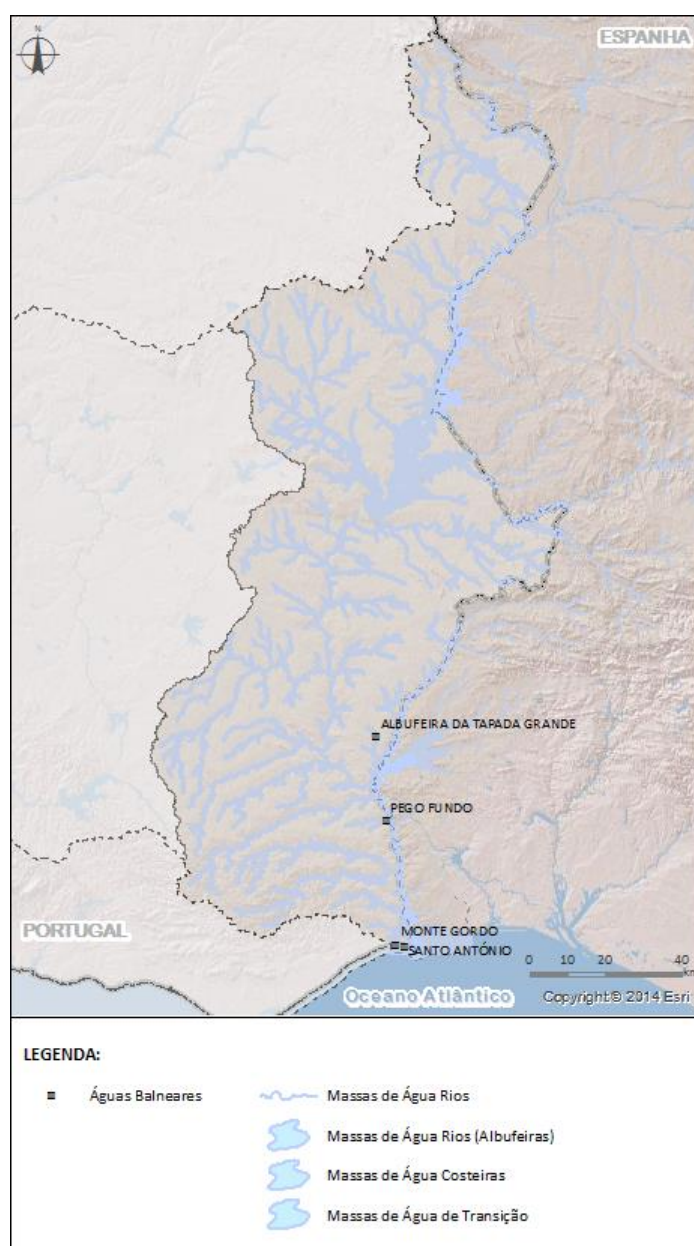 N
ESPANHA
ALBUFEIRA DA TAPADA GRANDE
PEGO FUNDO
MONTE GORDO
SANTO ANTÓNIO
PORTUGAL
0 10 20 40
km
Oceano Atlântico
Copyright:© 2014 Esri
LEGENDA:
Águas Balneares
Massas de Água Rios
Massas de Água Rios (Albufeiras)
Massas de Água Costeiras
Massas de Água de Transição